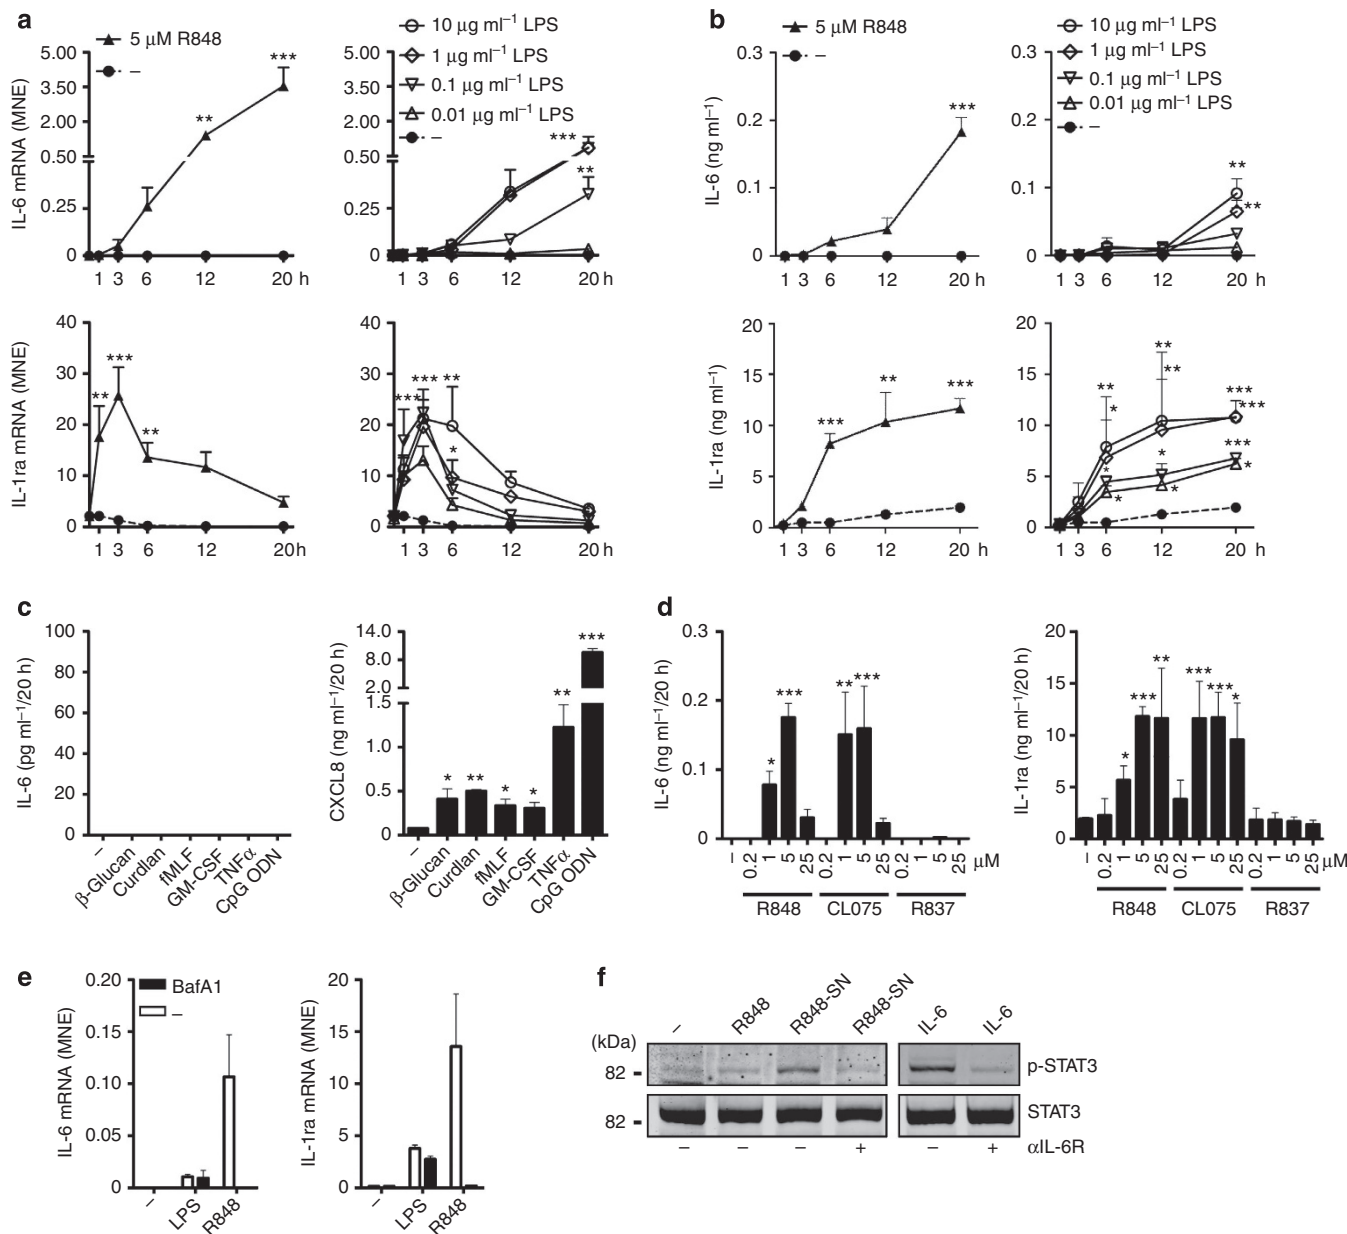 a
5 μM R848
–
IL-6 mRNA (MNE)
5.00
3.50
2.00
0.50
0.25
0
***
**
1 3 6 12 20 h
10 μg ml⁻¹ LPS
1 μg ml⁻¹ LPS
0.1 μg ml⁻¹ LPS
0.01 μg ml⁻¹ LPS
–
5.00
3.50
2.00
0.50
0.25
0
***
**
1 3 6 12 20 h
IL-1ra mRNA (MNE)
40
30
20
10
0
**
***
**
1 3 6 12 20 h
40
30
20
10
0
***
***
**
*
1 3 6 12 20 h
b
5 μM R848
–
IL-6 (ng ml⁻¹)
0.3
0.2
0.1
0
***
1 3 6 12 20 h
10 μg ml⁻¹ LPS
1 μg ml⁻¹ LPS
0.1 μg ml⁻¹ LPS
0.01 μg ml⁻¹ LPS
–
0.3
0.2
0.1
0
**
**
1 3 6 12 20 h
IL-1ra (ng ml⁻¹)
20
15
10
5
0
***
**
***
1 3 6 12 20 h
20
15
10
5
0
**
*
*
*
**
**
*
*
***
***
***
*
1 3 6 12 20 h
c
IL-6 (pg ml⁻¹/20 h)
100
80
60
40
20
0
–
β-Glucan
Curdlan
fMLF
GM-CSF
TNFα
CpG ODN
CXCL8 (ng ml⁻¹/20 h)
14.0
8.0
2.0
1.5
1.0
0.5
0
*
**
*
*
**
***
–
β-Glucan
Curdlan
fMLF
GM-CSF
TNFα
CpG ODN
d
IL-6 (ng ml⁻¹/20 h)
0.3
0.2
0.1
0
*
***
**
***
– 0.2 1 5 25 0.2 1 5 25 0.2 1 5 25 μM
R848 CL075 R837
IL-1ra (ng ml⁻¹/20 h)
20
15
10
5
0
*
***
**
***
***
*
– 0.2 1 5 25 0.2 1 5 25 0.2 1 5 25 μM
R848 CL075 R837
e
BafA1
–
IL-6 mRNA (MNE)
0.20
0.15
0.10
0.05
0
–
LPS
R848
IL-1ra mRNA (MNE)
20
15
10
5
0
–
LPS
R848
f
– R848 R848-SN R848-SN IL-6 IL-6
(kDa)
82
p-STAT3
82
STAT3
– – – + – + αIL-6R